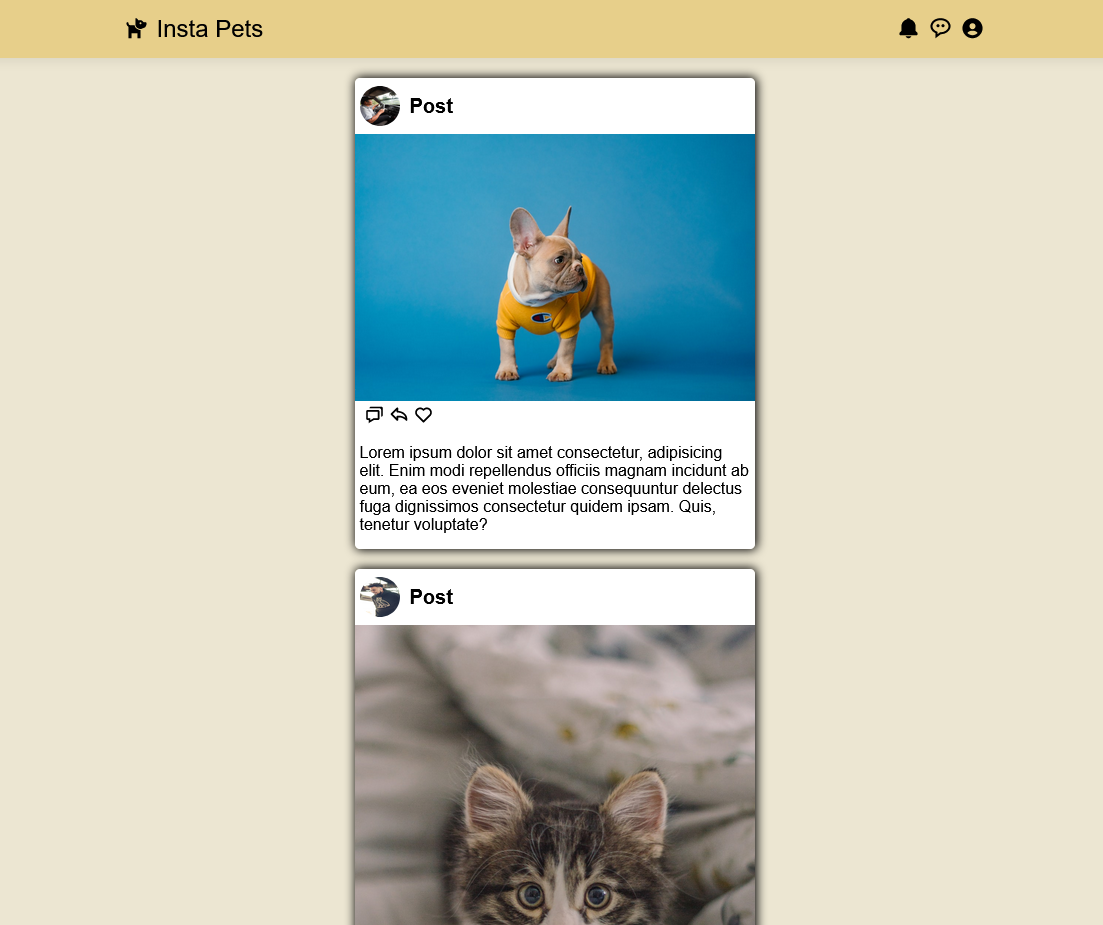 Insta Pets
Post
Lorem ipsum dolor sit amet consectetur, adipisicing
elit. Enim modi repellendus officiis magnam incidunt ab
eum, ea eos eveniet molestiae consequuntur delectus
fuga dignissimos consectetur quidem ipsam. Quis,
tenetur voluptate?
Post